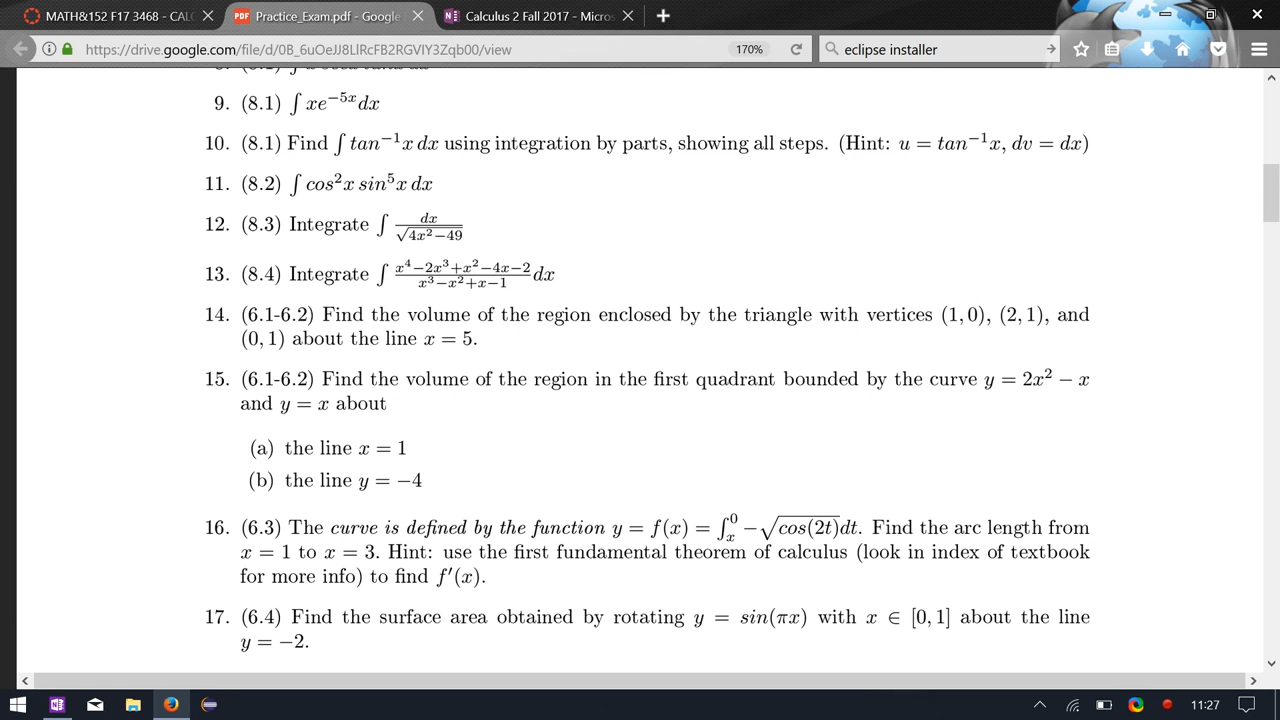 MATH&152 F17 3468 - CAL
Practice_Exam.pdf - Google
Calculus 2 Fall 2017 - Micros
https://drive.google.com/file/d/0B_6uOeJJ8LlRcFB2RGVIY3Zqb00/view
170%
eclipse installer
9. (8.1) ∫ xe^{−5x}dx
10. (8.1) Find ∫ tan^{−1}x dx using integration by parts, showing all steps. (Hint: u = tan^{−1}x, dv = dx)
11. (8.2) ∫ cos²x sin⁵x dx
12. (8.3) Integrate ∫ dx/√(4x²−49)
13. (8.4) Integrate ∫ (x⁴−2x³+x²−4x−2)/(x³−x²+x−1) dx
14. (6.1-6.2) Find the volume of the region enclosed by the triangle with vertices (1, 0), (2, 1), and
(0, 1) about the line x = 5.
15. (6.1-6.2) Find the volume of the region in the first quadrant bounded by the curve y = 2x² − x
and y = x about
(a) the line x = 1
(b) the line y = −4
16. (6.3) The curve is defined by the function y = f(x) = ∫_x^0 −√cos(2t)dt. Find the arc length from
x = 1 to x = 3. Hint: use the first fundamental theorem of calculus (look in index of textbook
for more info) to find f′(x).
17. (6.4) Find the surface area obtained by rotating y = sin(πx) with x ∈ [0, 1] about the line
y = −2.
11:27